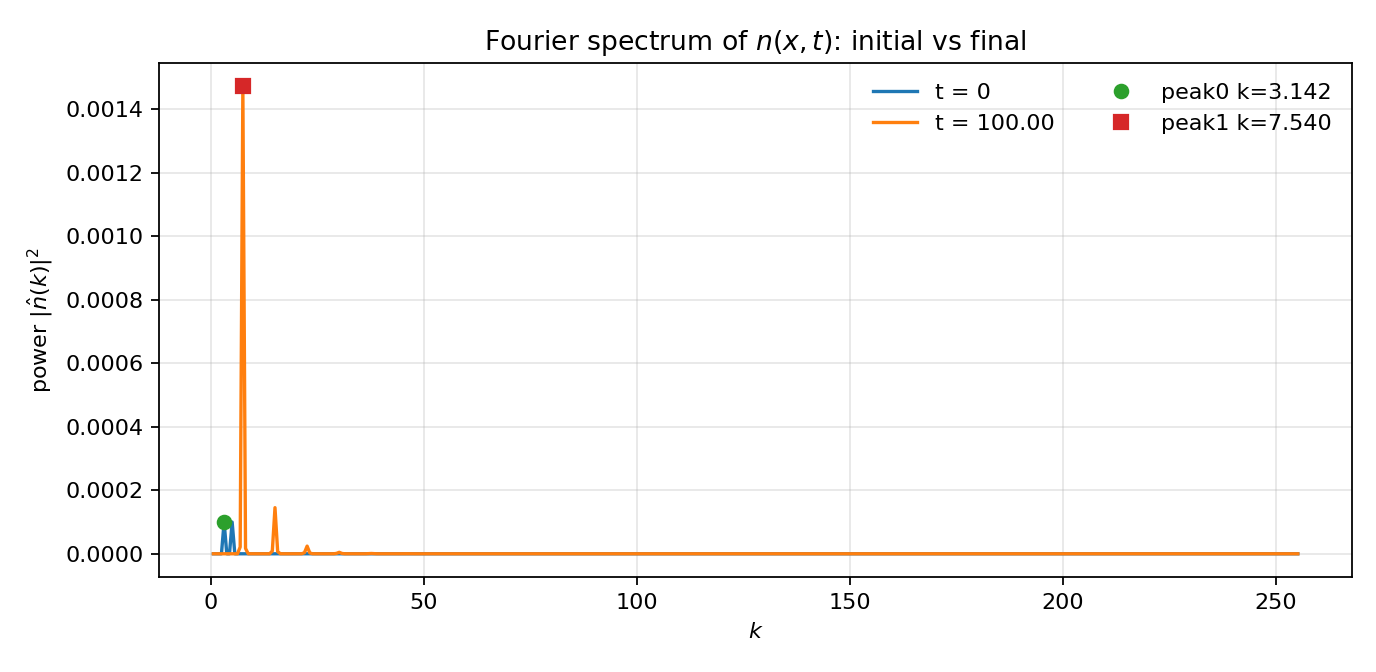 Fourier spectrum of n(x, t): initial vs final
t = 0
t = 100.00
peak0 k=3.142
peak1 k=7.540
power |n̂(k)|²
0.0014
0.0012
0.0010
0.0008
0.0006
0.0004
0.0002
0.0000
0
50
100
150
200
250
k